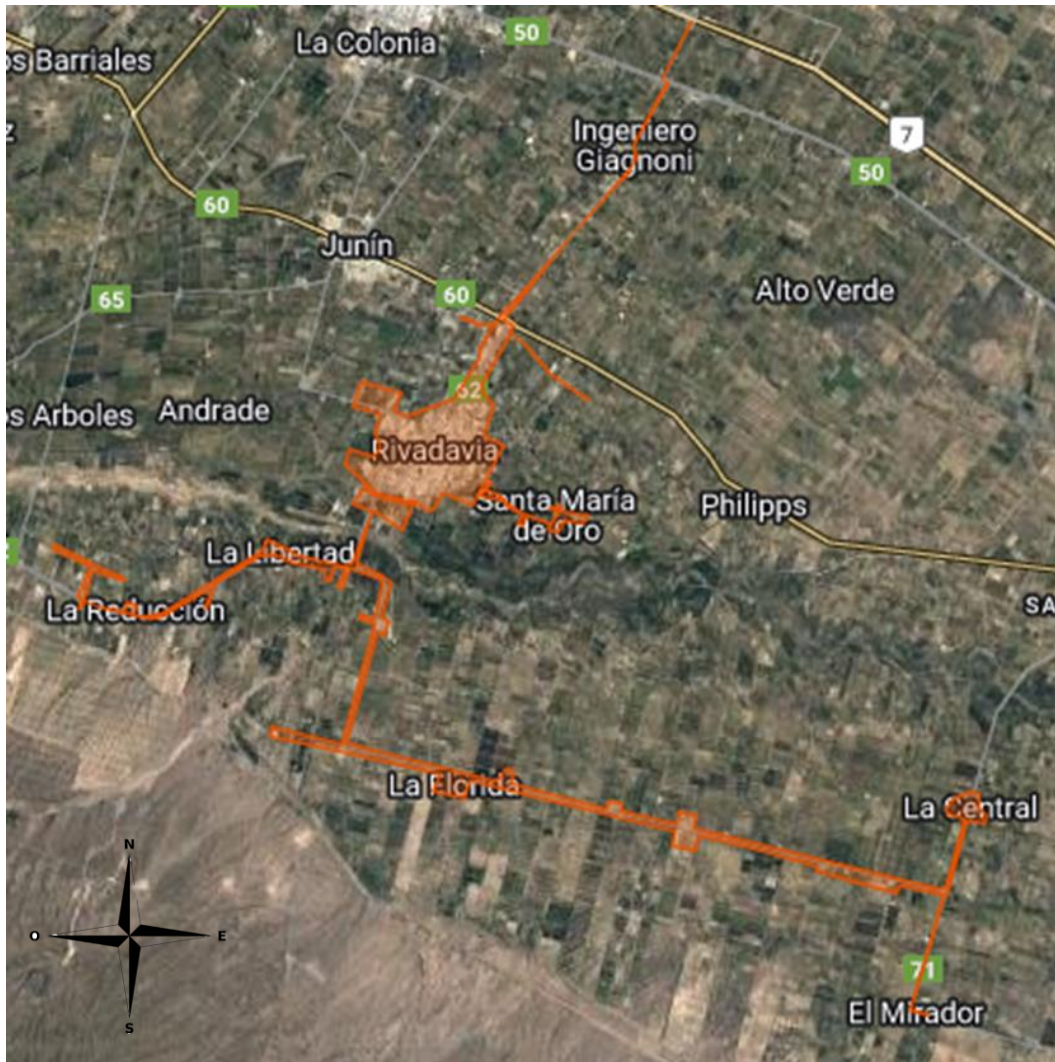 50
La Colonia
os Barriales
Ingeniero
Giagnoni
7
z
50
60
Junín
60
65
Alto Verde
62
os Arboles
Andrade
Rivadavia
Santa María
de Oro
Philipps
La Libertad
La Reducción
SA
La Florida
La Central
N
O
E
71
El Mirador
S